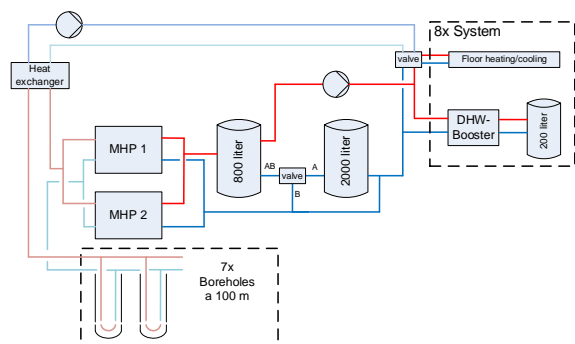 8x System
valve
Floor heating/cooling
Heat
exchanger
DHW-
Booster
200 liter
MHP 1
800 liter
AB
valve
A
2000 liter
B
MHP 2
7x
Boreholes
a 100 m